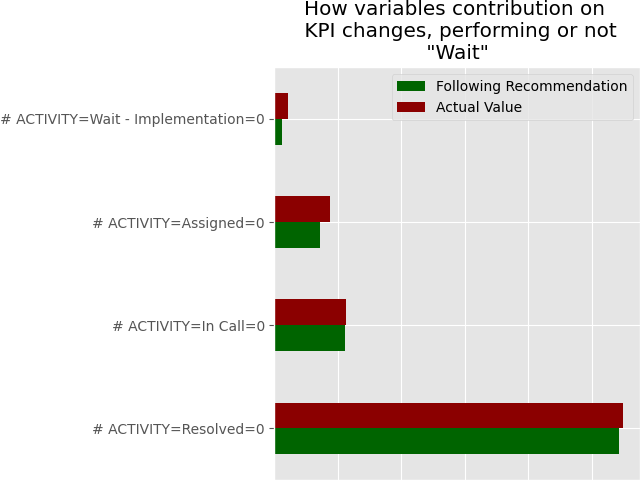 How variables contribution on
KPI changes, performing or not
"Wait"
Following Recommendation
Actual Value
# ACTIVITY=Wait - Implementation=0
# ACTIVITY=Assigned=0
# ACTIVITY=In Call=0
# ACTIVITY=Resolved=0